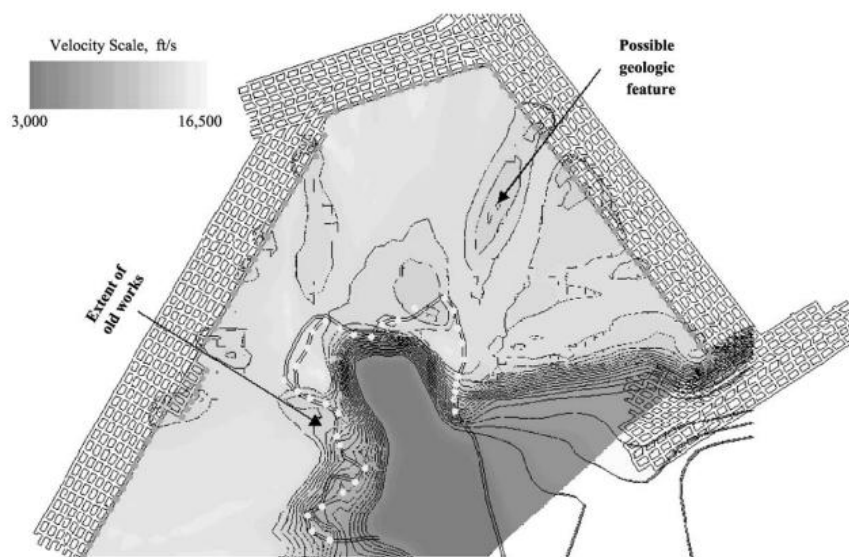 Velocity Scale, ft/s
3,000 16,500
Possible
geologic
feature
Extent of
old works